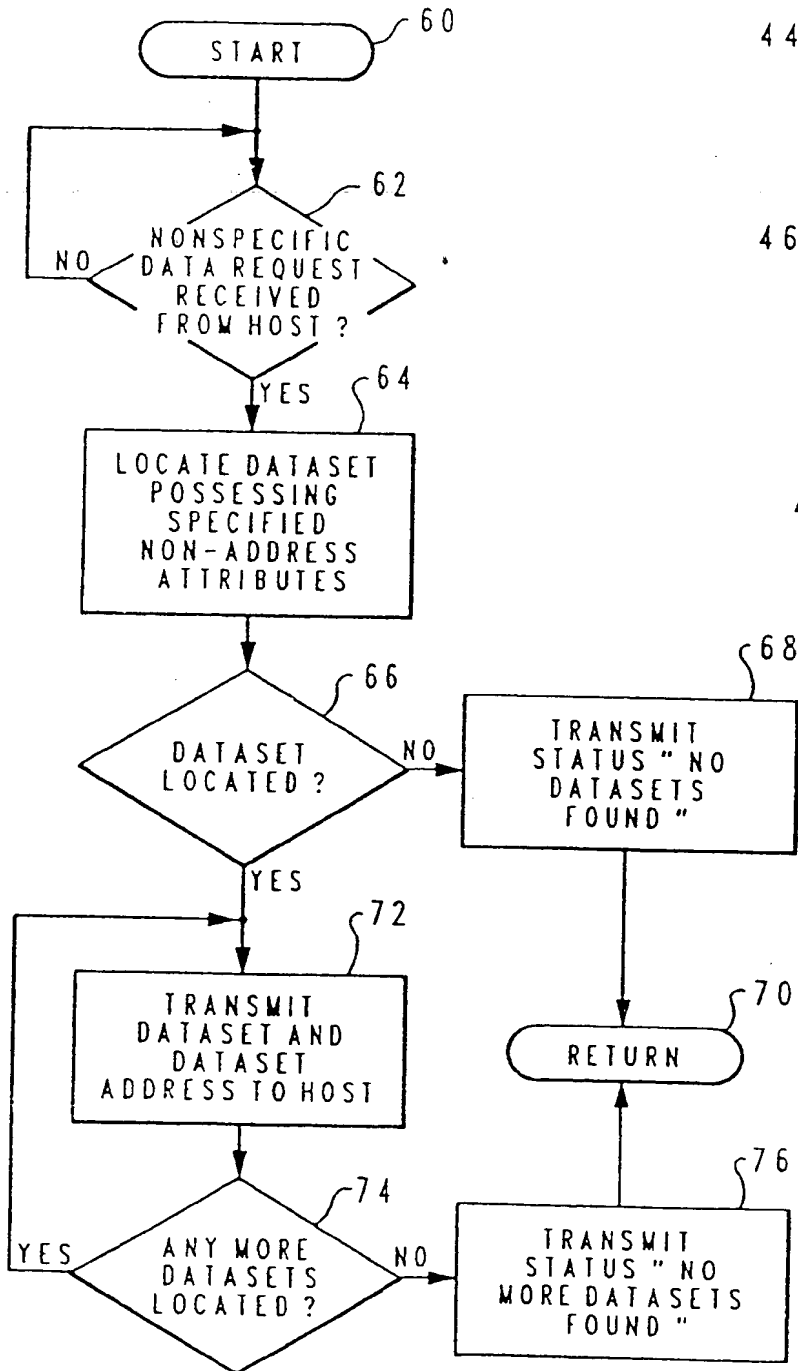 60
44
START
62
46
NONSPECIFIC
DATA REQUEST
RECEIVED
FROM HOST ?
NO
YES
64
LOCATE DATASET
POSSESSING
SPECIFIED
NON-ADDRESS
ATTRIBUTES
66
68
DATASET
LOCATED ?
NO
TRANSMIT
STATUS " NO
DATASETS
FOUND "
YES
72
TRANSMIT
DATASET AND
DATASET
ADDRESS TO HOST
70
RETURN
74
76
YES
ANY MORE
DATASETS
LOCATED ?
NO
TRANSMIT
STATUS " NO
MORE DATASETS
FOUND "